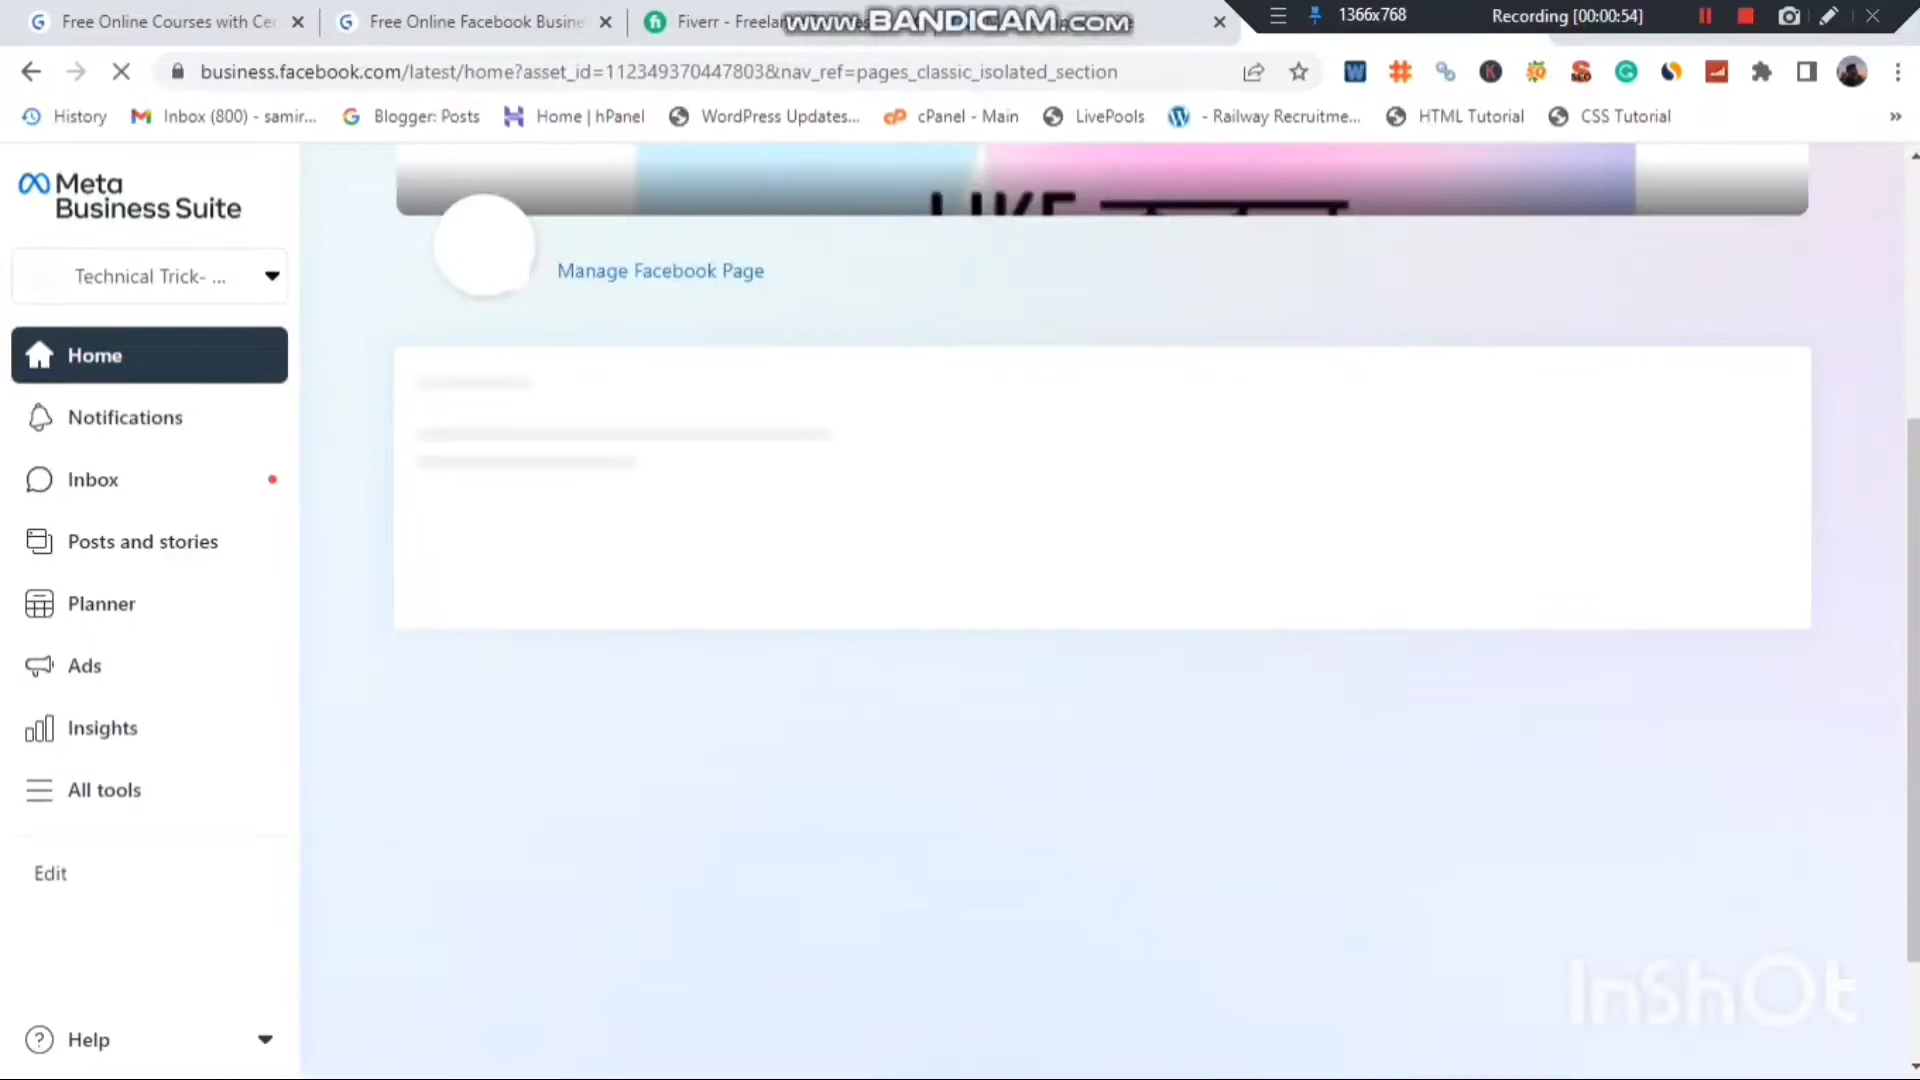 Free Online Courses with Cer
Free Online Facebook Busine
Fiverr - Freelan
www.BANDICAM.com
1366x768
Recording [00:00:54]
business.facebook.com/latest/home?asset_id=112349370447803&nav_ref=pages_classic_isolated_section
History
Inbox (800) - samir...
Blogger: Posts
Home | hPanel
WordPress Updates...
cPanel - Main
LivePools
- Railway Recruitme...
HTML Tutorial
CSS Tutorial
»
Meta
Business Suite
LIKE
Technical Trick- ...
Manage Facebook Page
Home
Notifications
Inbox
Posts and stories
Planner
Ads
Insights
All tools
Edit
Help
InShOt